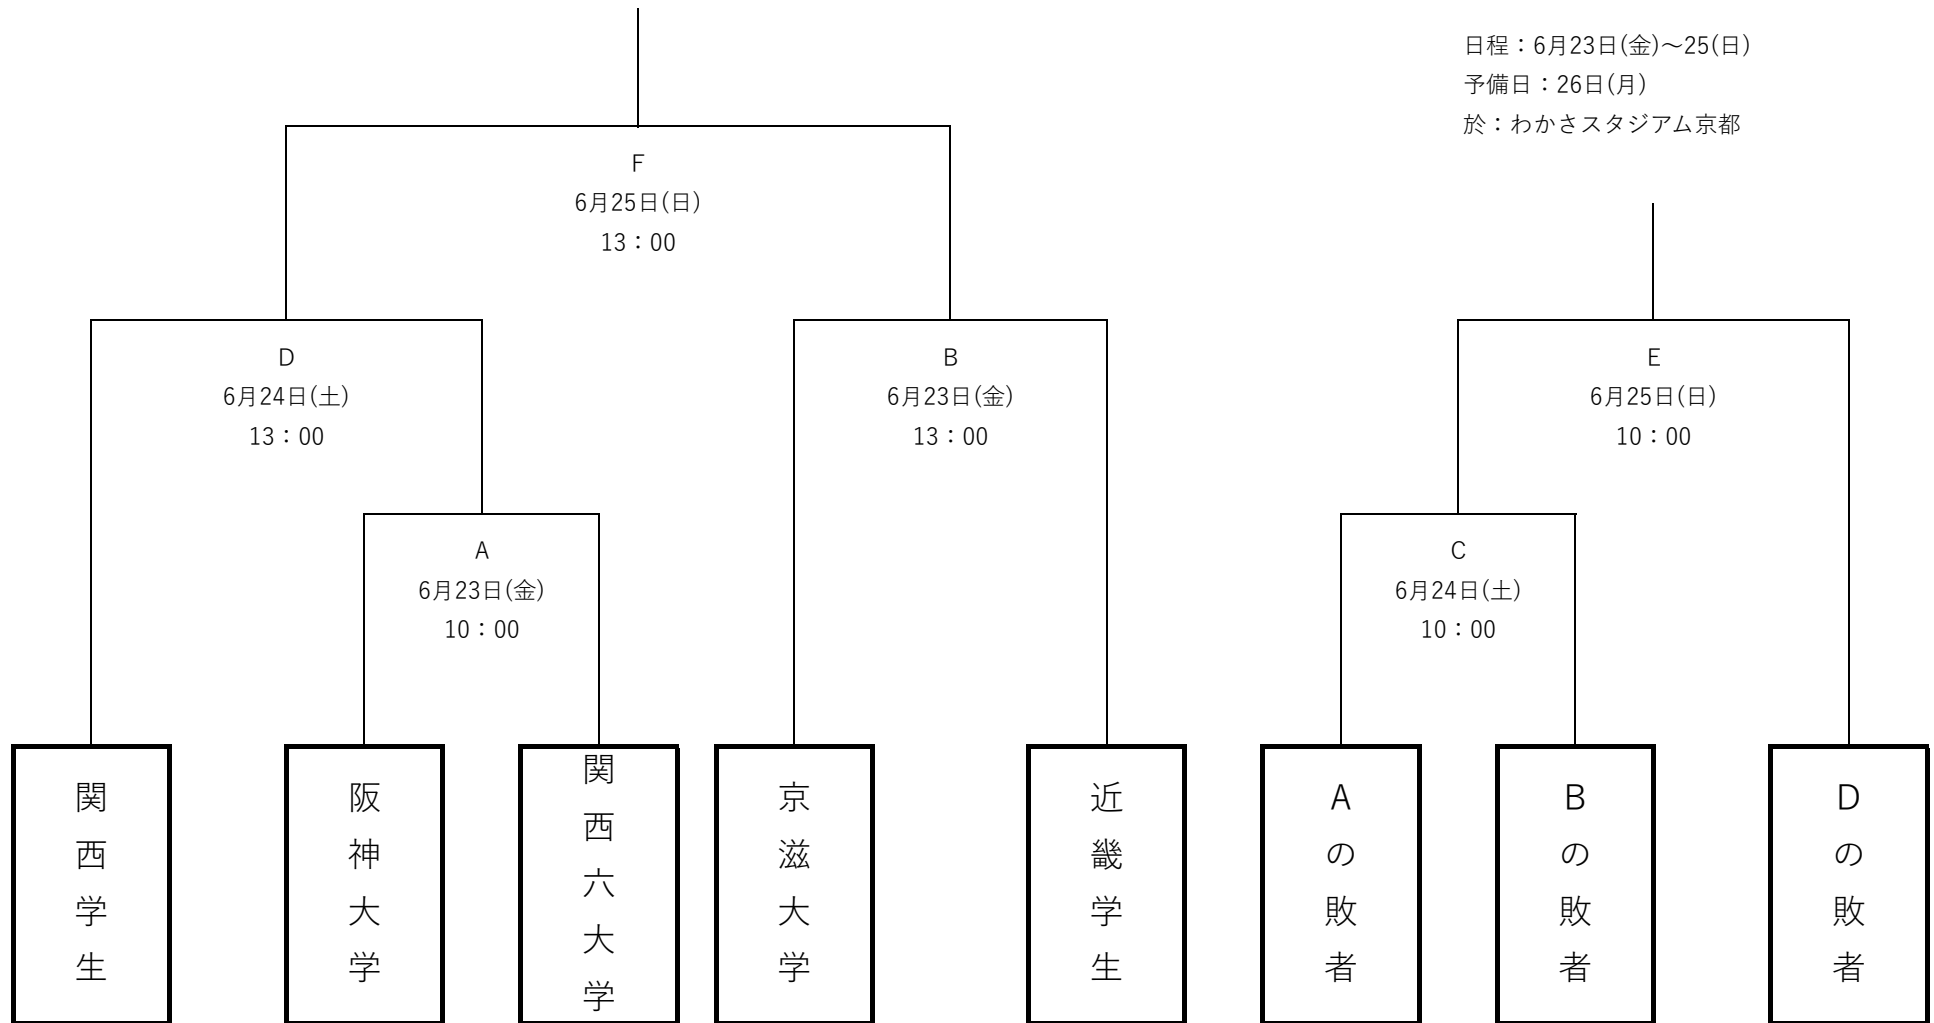 日程：6月23日(金)～25(日)
予備日：26日(月)
於：わかさスタジアム京都
F
6月25日(日)
13：00
D
6月24日(土)
13：00
B
6月23日(金)
13：00
E
6月25日(日)
10：00
A
6月23日(金)
10：00
C
6月24日(土)
10：00
関西学生
阪神大学
関西六大学
京滋大学
近畿学生
Aの敗者
Bの敗者
Dの敗者